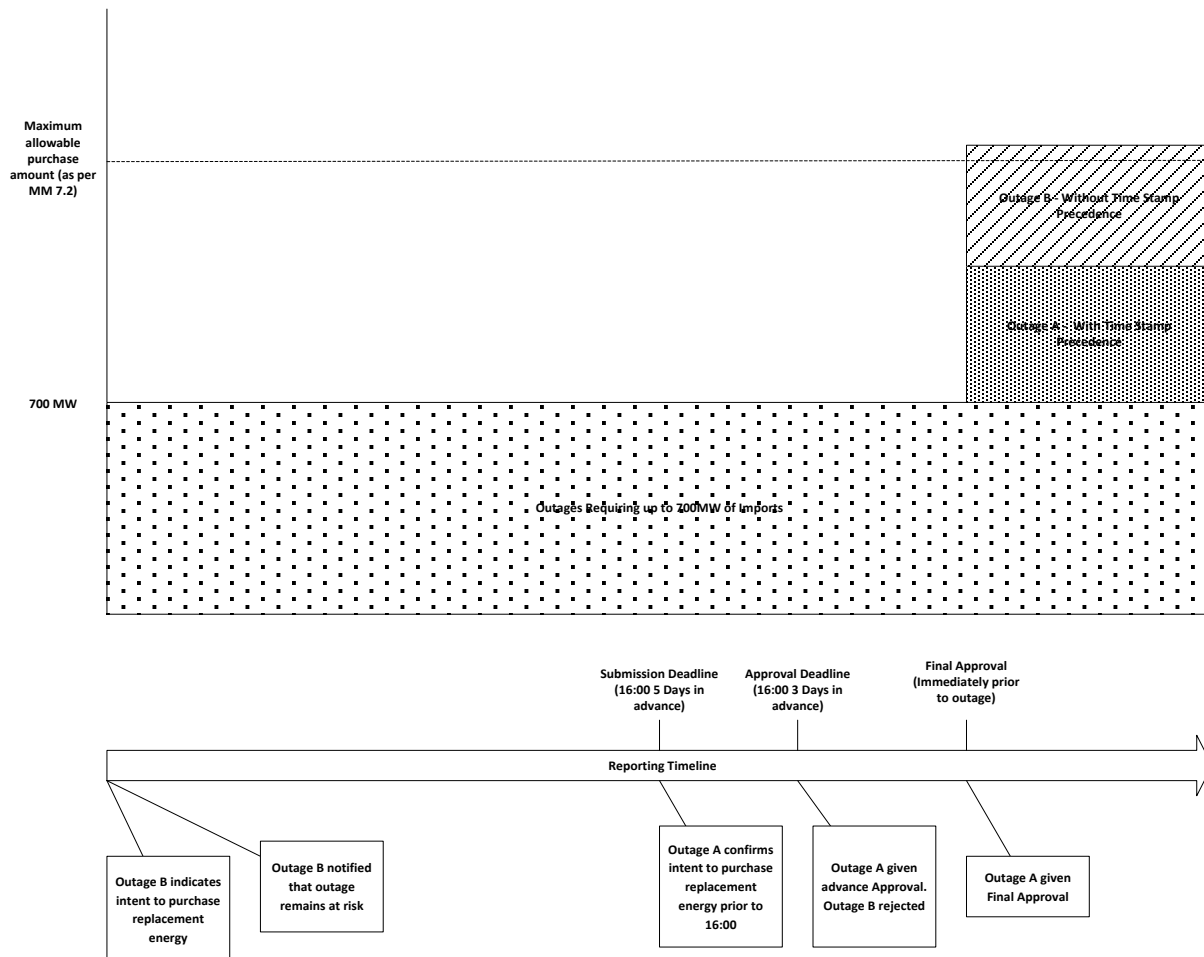 Maximum
allowable
purchase
amount (as per
MM 7.2)
Outage B - Without Time Stamp
Precedence
Outage A - With Time Stamp
Precedence
700 MW
Outages Requiring up to 700MW of Imports
Submission Deadline
(16:00 5 Days in
advance)
Approval Deadline
(16:00 3 Days in
advance)
Final Approval
(Immediately prior
to outage)
Reporting Timeline
Outage B indicates
intent to purchase
replacement
energy
Outage B notified
that outage
remains at risk
Outage A confirms
intent to purchase
replacement
energy prior to
16:00
Outage A given
advance Approval.
Outage B rejected
Outage A given
Final Approval